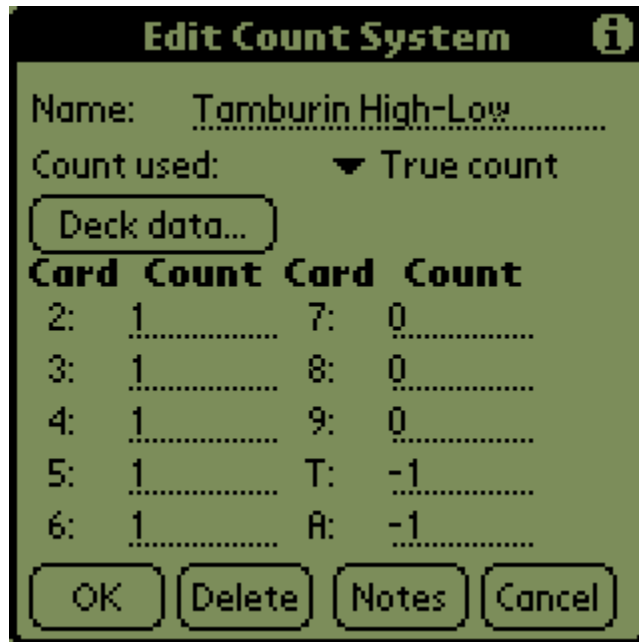 Edit Count System
Name: Tamburin High-Low
Count used: True count
Deck data...
Card Count Card Count
2: 1 7: 0
3: 1 8: 0
4: 1 9: 0
5: 1 T: -1
6: 1 A: -1
OK Delete Notes Cancel